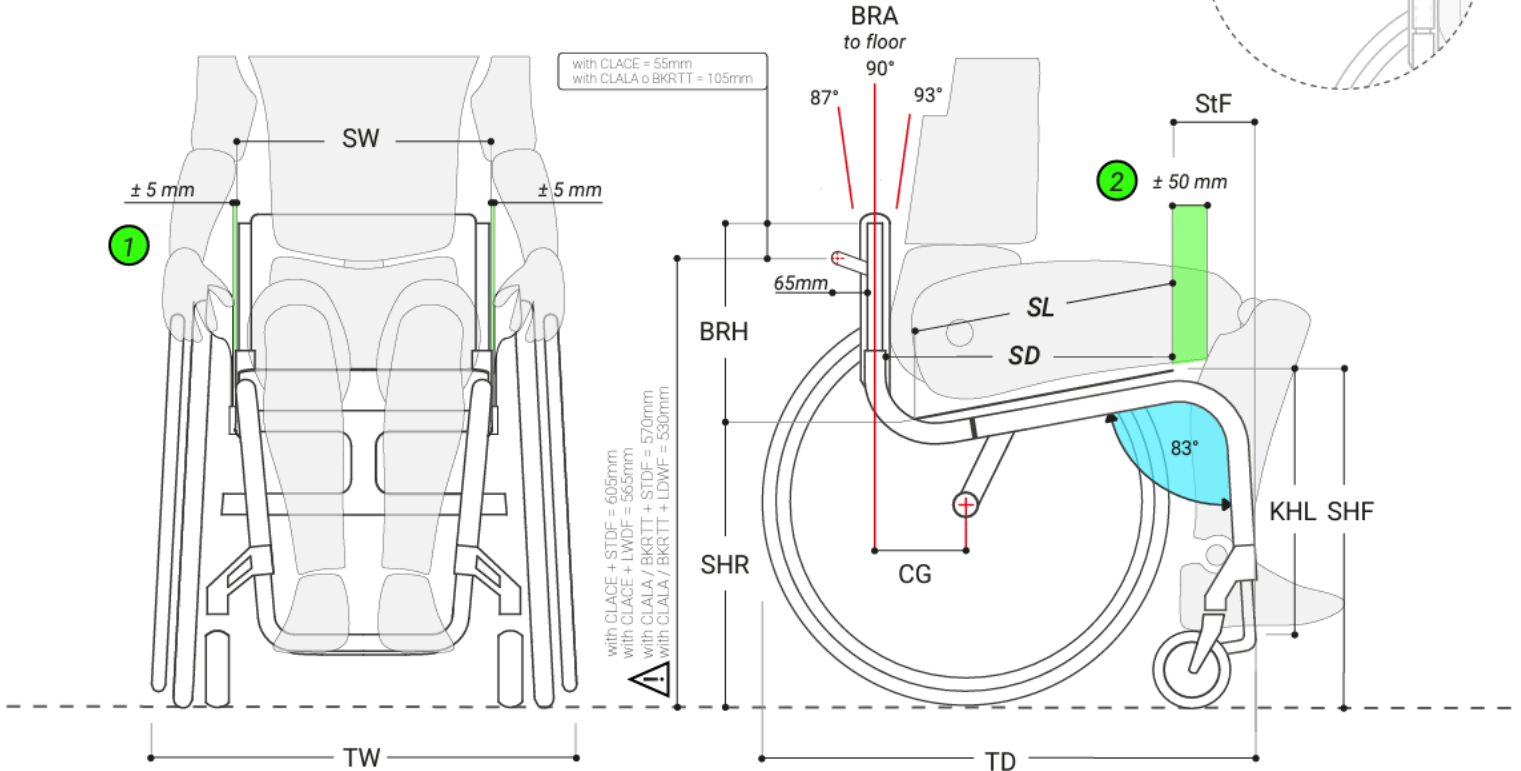 BRA
to floor
90°
87°
93°
with CLACE = 55mm
with CLALA o BKRTT = 105mm
StF
SW
± 5 mm
± 5 mm
1
2
± 50 mm
65mm
SL
SD
BRH
83°
KHL
SHF
SHR
CG
with CLACE + STDF = 605mm
with CLACE + LWDF = 565mm
with CLALA / BKRTT + STDF = 570mm
with CLALA / BKRTT + LDWF = 530mm
!
TW
TD